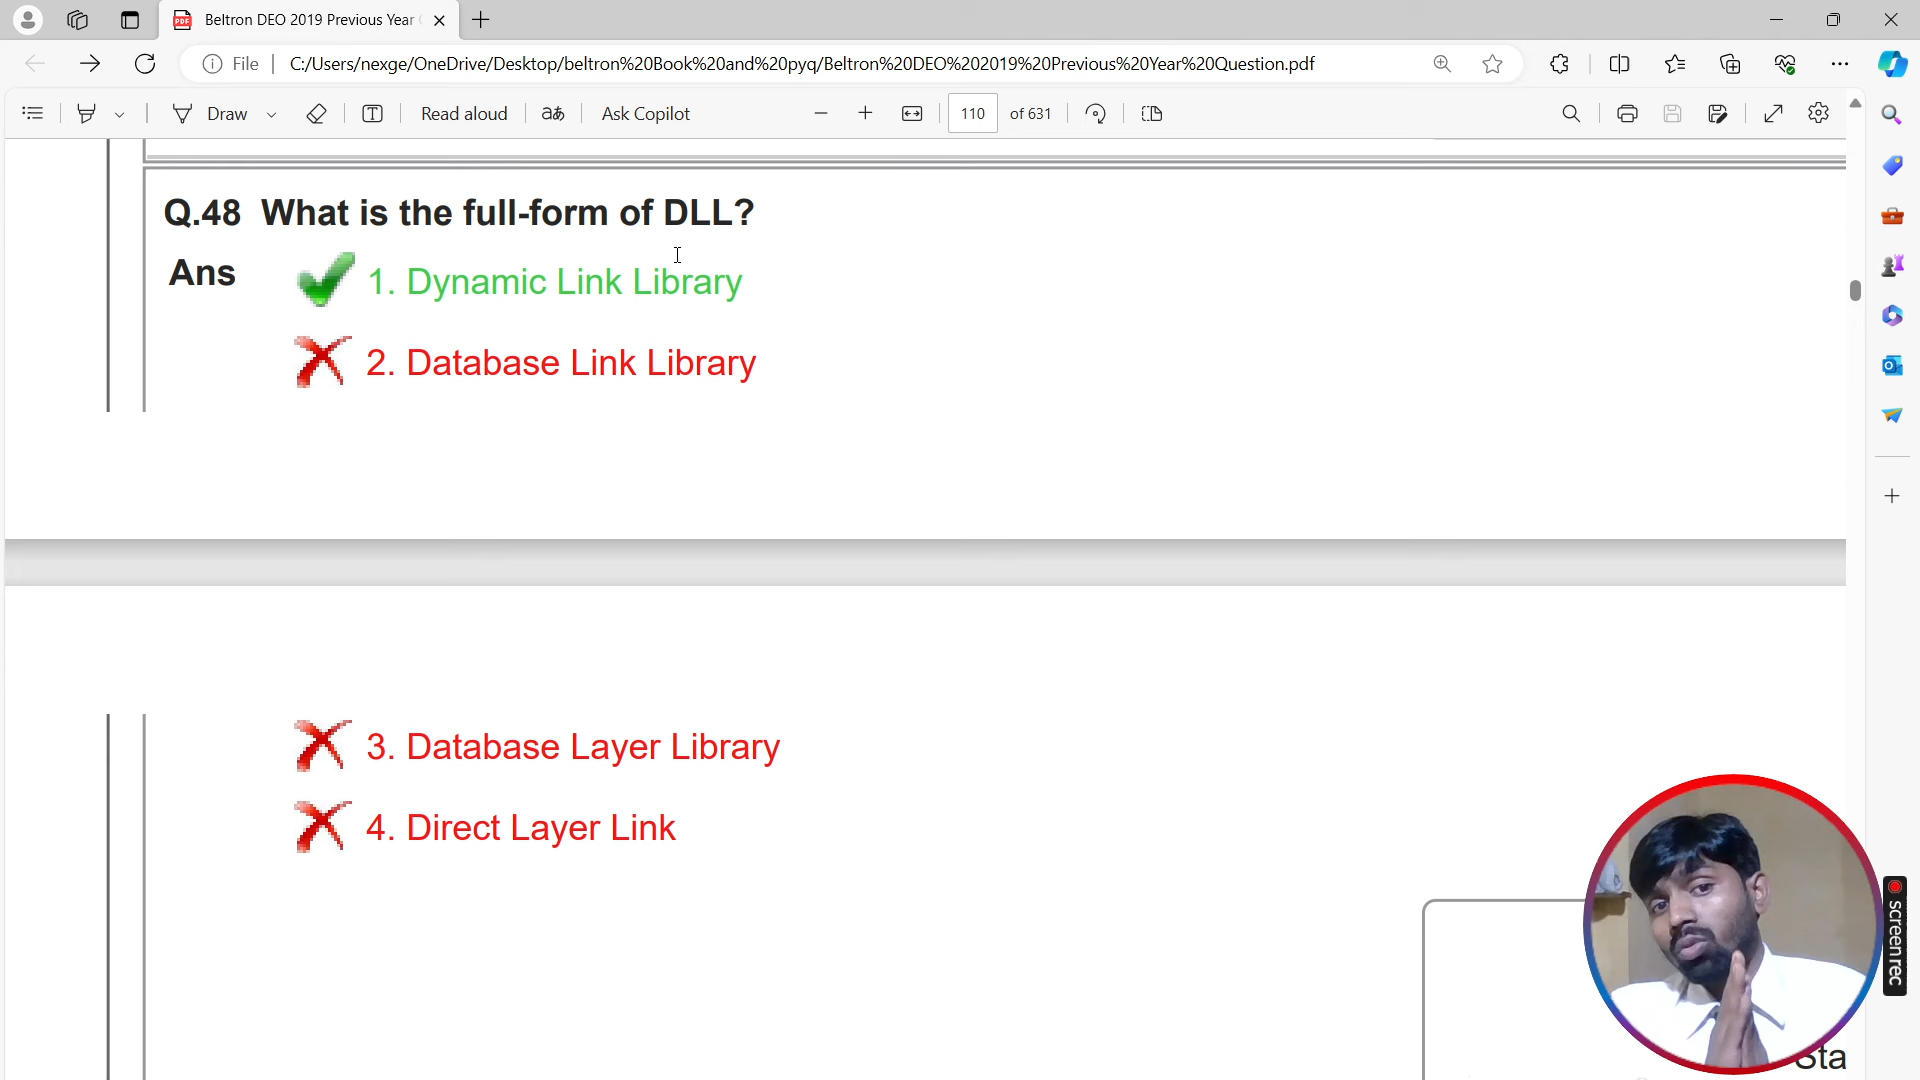 Beltron DEO 2019 Previous Year
File
C:/Users/nexge/OneDrive/Desktop/beltron%20Book%20and%20pyq/Beltron%20DEO%202019%20Previous%20Year%20Question.pdf
Draw
Read aloud
aあ
Ask Copilot
110 of 631
Q.48 What is the full-form of DLL?
Ans
1. Dynamic Link Library
2. Database Link Library
3. Database Layer Library
4. Direct Layer Link
screenrec
Sta